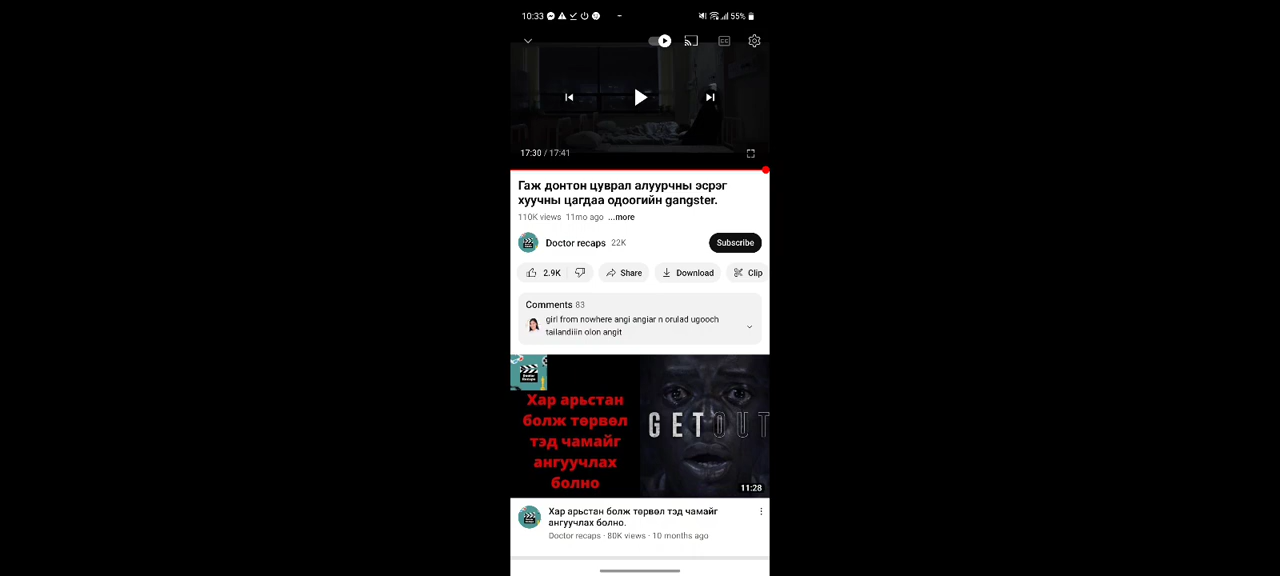 10:33
55%
17:30 / 17:41
Гаж донтон цуврал алуурчны эсрэг
хуучны цагдаа одоогийн gangster.
110K views 11mo ago ...more
Doctor recaps 22K
Subscribe
2.9K
Share
Download
Clip
Comments 83
girl from nowhere angi angiar n orulad ugooch
tailandiiin olon angit
Хар арьстан
болж төрвөл
тэд чамайг
ангуучлах
болно
GET OUT
11:28
Хар арьстан болж төрвөл тэд чамайг
ангуучлах болно.
Doctor recaps · 80K views · 10 months ago